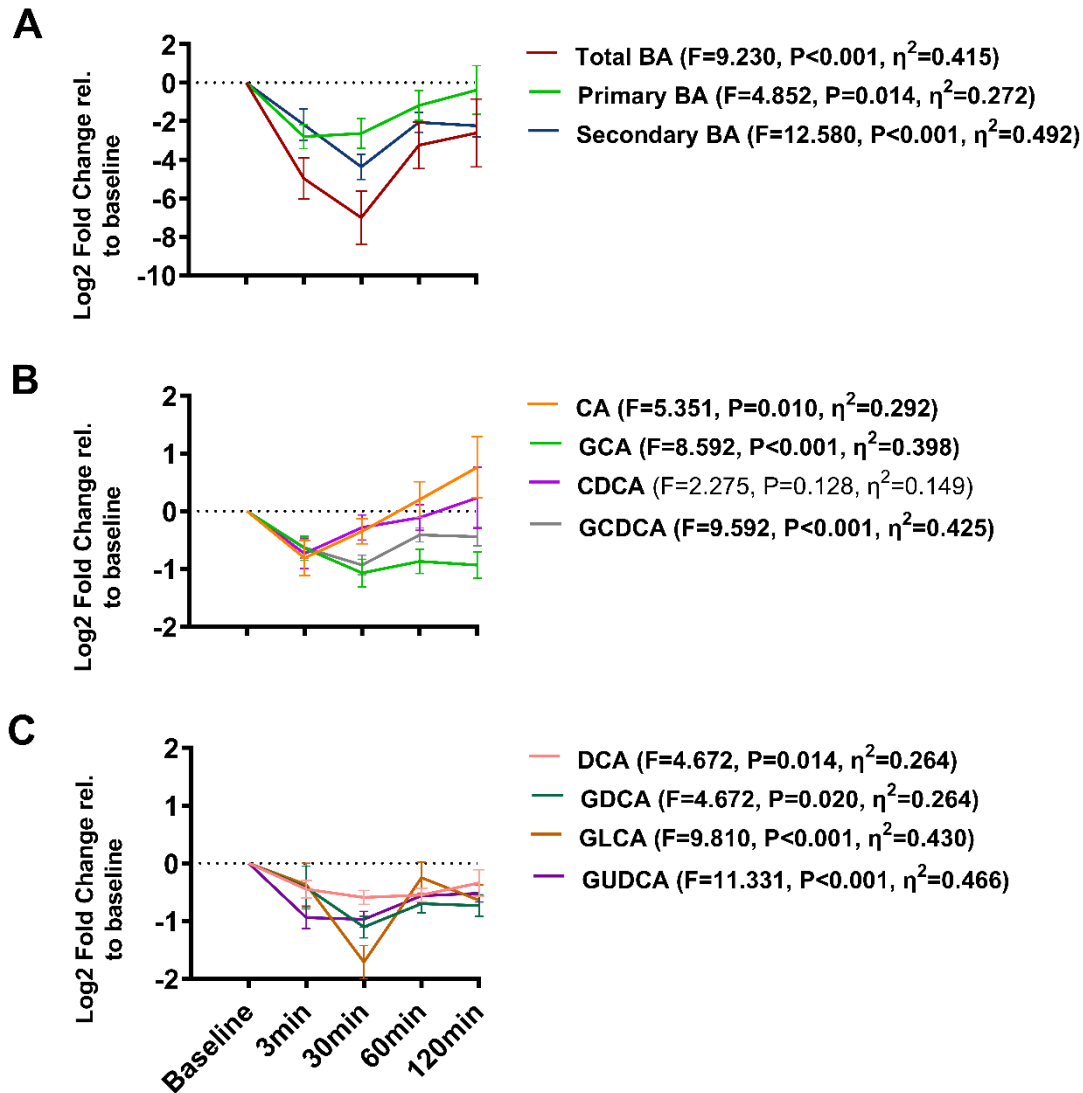 A
Log2 Fold Change rel.
to baseline
2
0
-2
-4
-6
-8
-10
Total BA (F=9.230, P<0.001, η²=0.415)
Primary BA (F=4.852, P=0.014, η²=0.272)
Secondary BA (F=12.580, P<0.001, η²=0.492)
B
Log2 Fold Change rel.
to baseline
2
1
0
-1
-2
CA (F=5.351, P=0.010, η²=0.292)
GCA (F=8.592, P<0.001, η²=0.398)
CDCA (F=2.275, P=0.128, η²=0.149)
GCDCA (F=9.592, P<0.001, η²=0.425)
C
Log2 Fold Change rel.
to baseline
2
1
0
-1
-2
DCA (F=4.672, P=0.014, η²=0.264)
GDCA (F=4.672, P=0.020, η²=0.264)
GLCA (F=9.810, P<0.001, η²=0.430)
GUDCA (F=11.331, P<0.001, η²=0.466)
Baseline
3min
30min
60min
120min